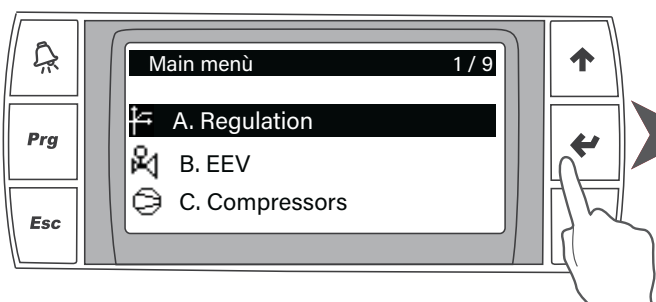 Main menù 1 / 9
A. Regulation
Prg
B. EEV
C. Compressors
Esc